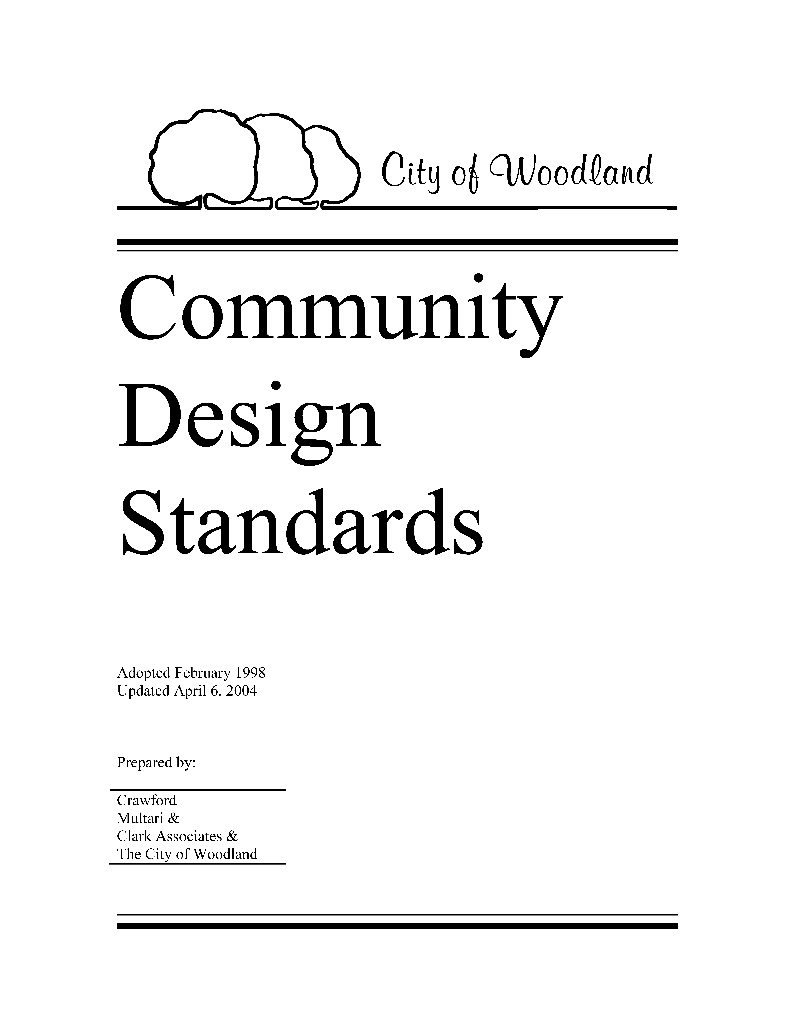 City of Woodland
Community
Design
Standards
Adopted February 1998
Updated April 6, 2004
Prepared by:
Crawford
Multari &
Clark Associates &
The City of Woodland